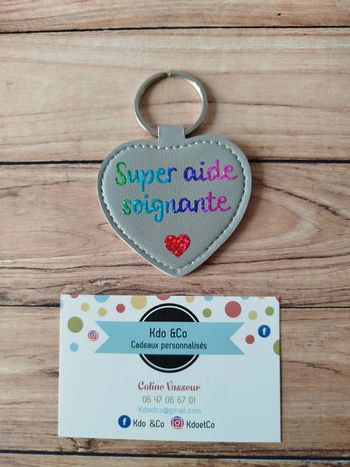 Super aide
soignante
Kdo &Co
Cadeaux personnalisés
Coline Vasseur
06 47 06 67 01
Kdoetco@gmail.com
Kdo &Co KdoetCo